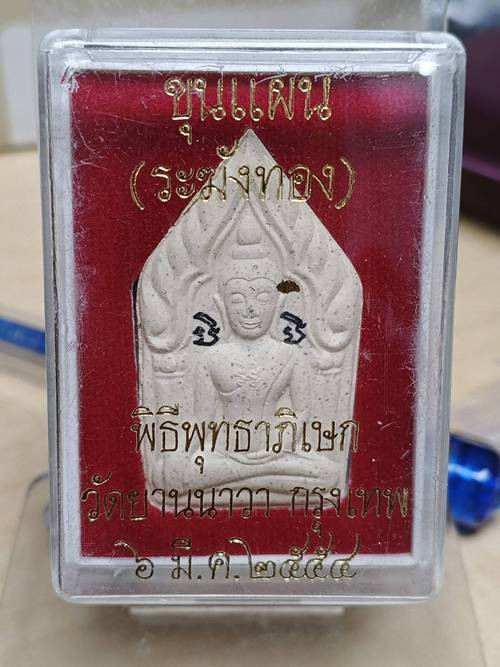 ขุนแผน
(ระฆังทอง)
พิธีพุทธาภิเษก
วัดยานนาวา กรุงเทพ
๖ มี.ค.๒๕๕๔